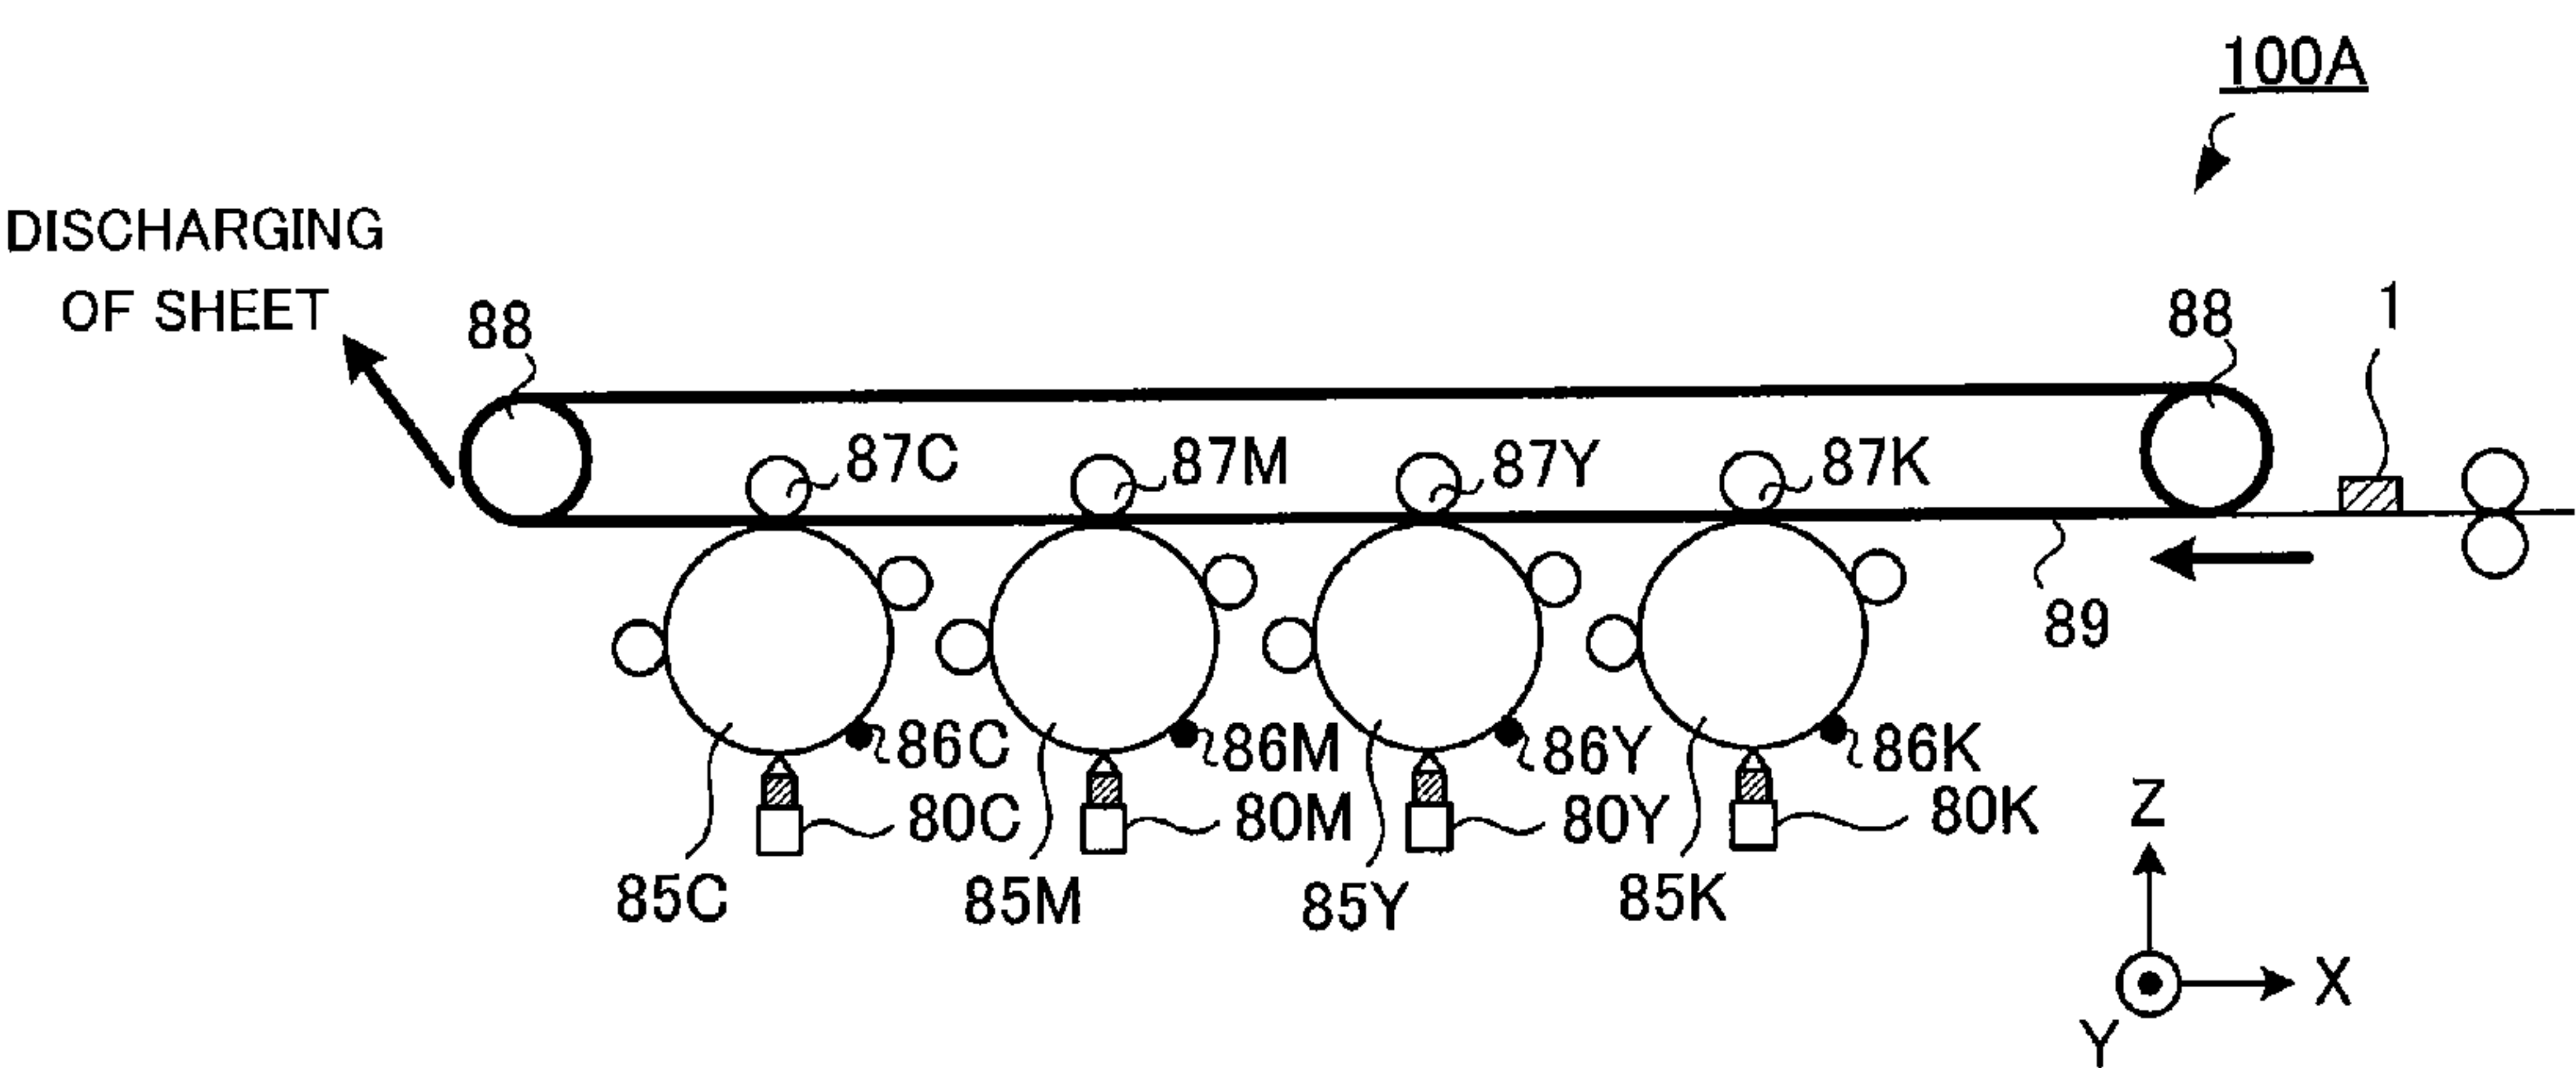 100A
DISCHARGING
OF SHEET
88
88
1
87C
87M
87Y
87K
89
86C
86M
86Y
86K
80C
80M
80Y
80K
85C
85M
85Y
85K
Z
X
Y